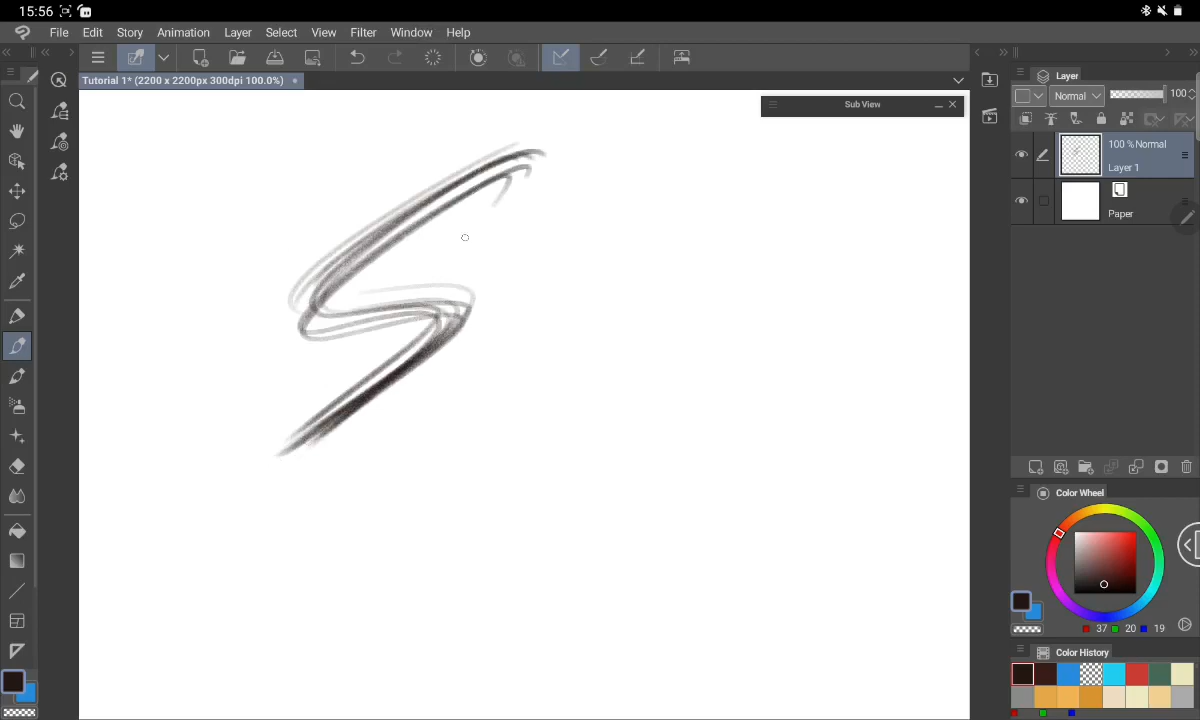 15:56
File Edit Story Animation Layer Select View Filter Window Help
Tutorial 1* (2200 x 2200px 300dpi 100.0%)
Sub View
Layer
Normal 100
100 % Normal
Layer 1
Paper
Color Wheel
37 20 19
Color History